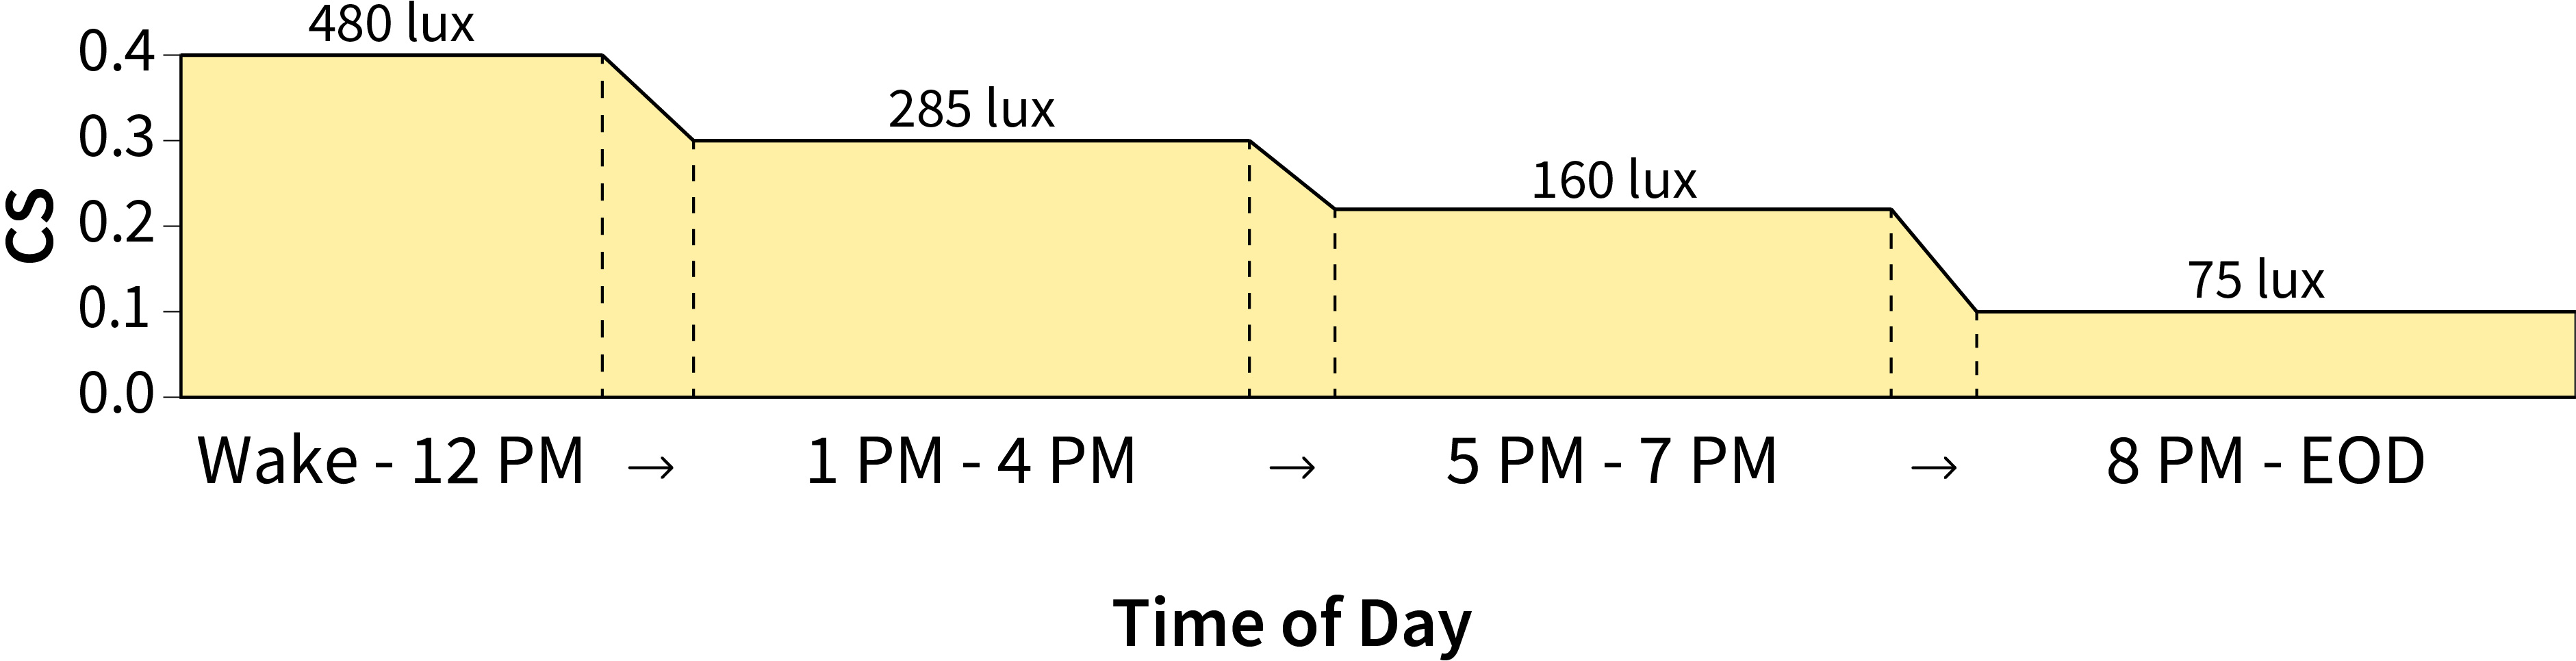 480 lux
0.4
285 lux
0.3
160 lux
CS
0.2
75 lux
0.1
0.0
Wake - 12 PM → 1 PM - 4 PM → 5 PM - 7 PM → 8 PM - EOD
Time of Day